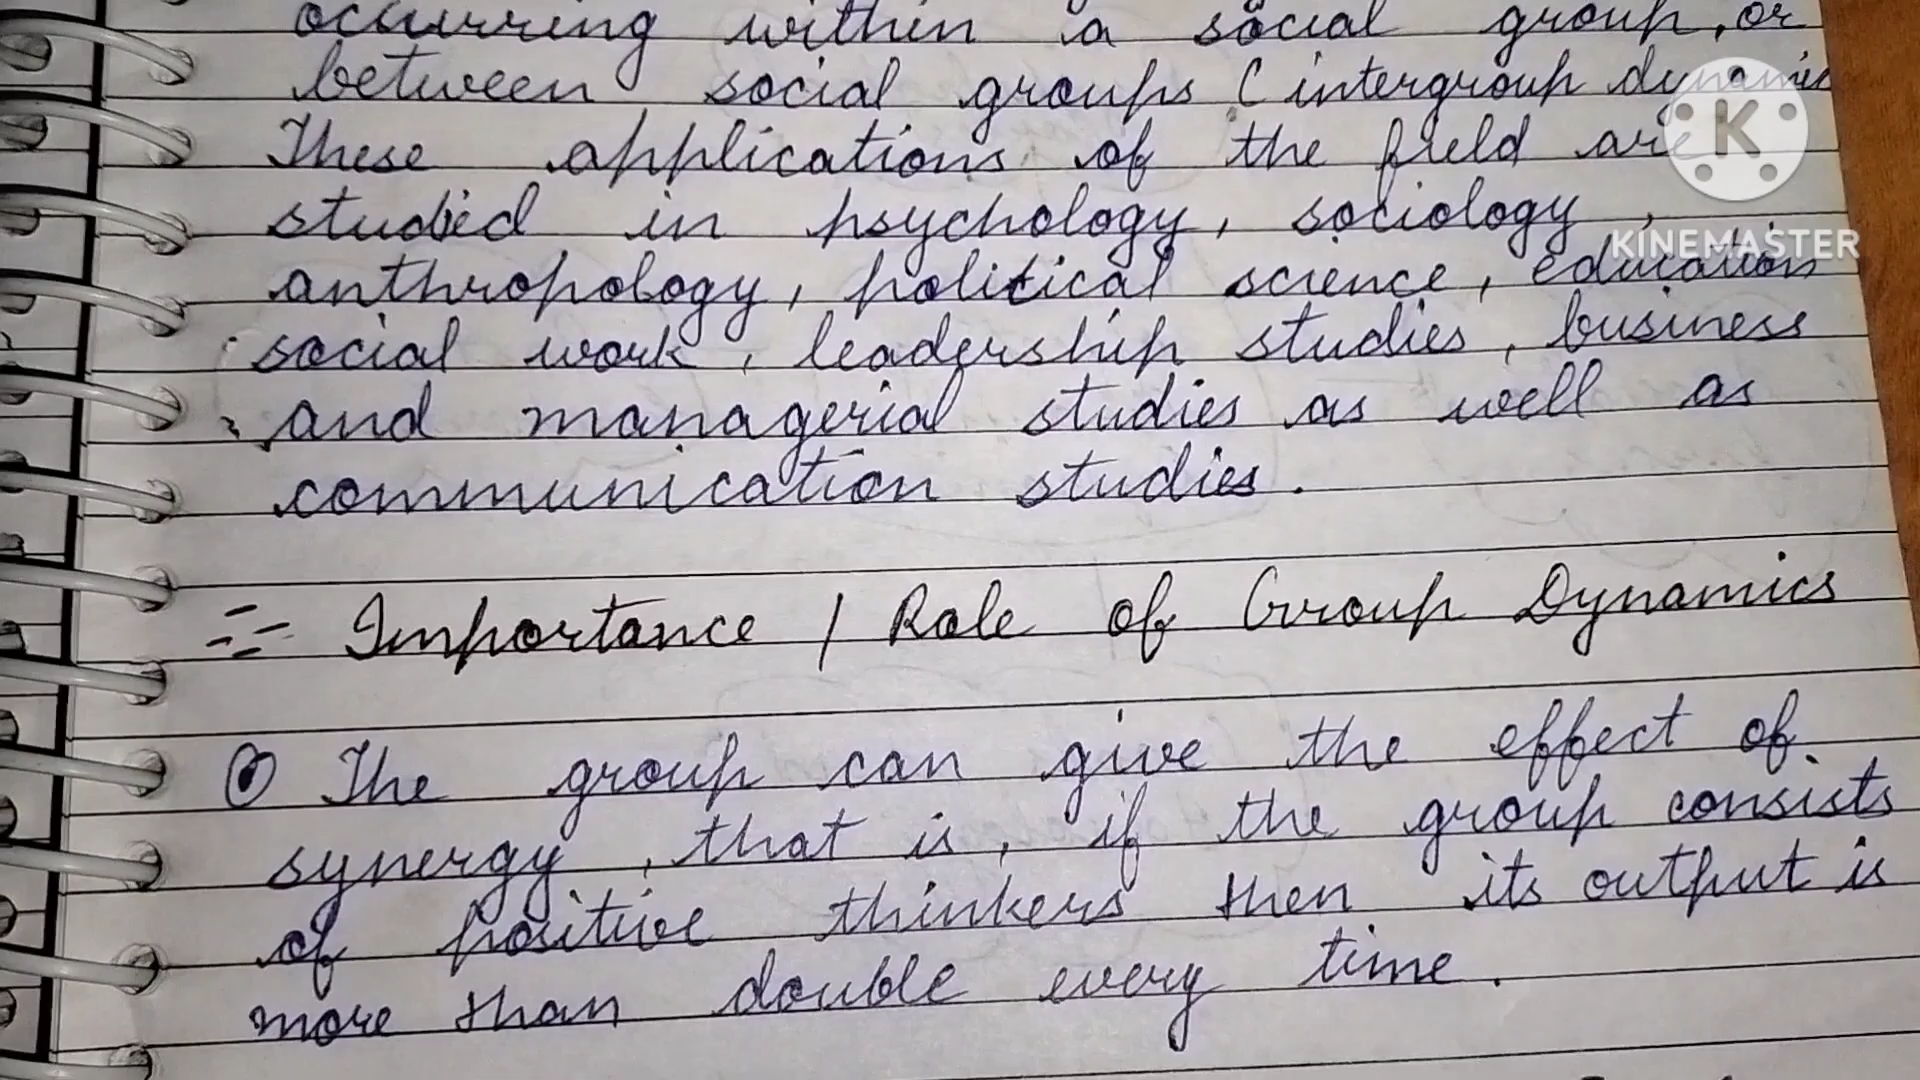 occurring within a social group, or
between social groups (intergroup dynamic
These applications of the field are
studied in psychology, sociology,
anthropology, political science, education
social work, leadership studies, business
and managerial studies as well as
communication studies.
Importance / Role of Group Dynamics
The group can give the effect of
synergy, that is, if the group consists
of positive thinkers then its output is
more than double every time.
K
KINEMASTER